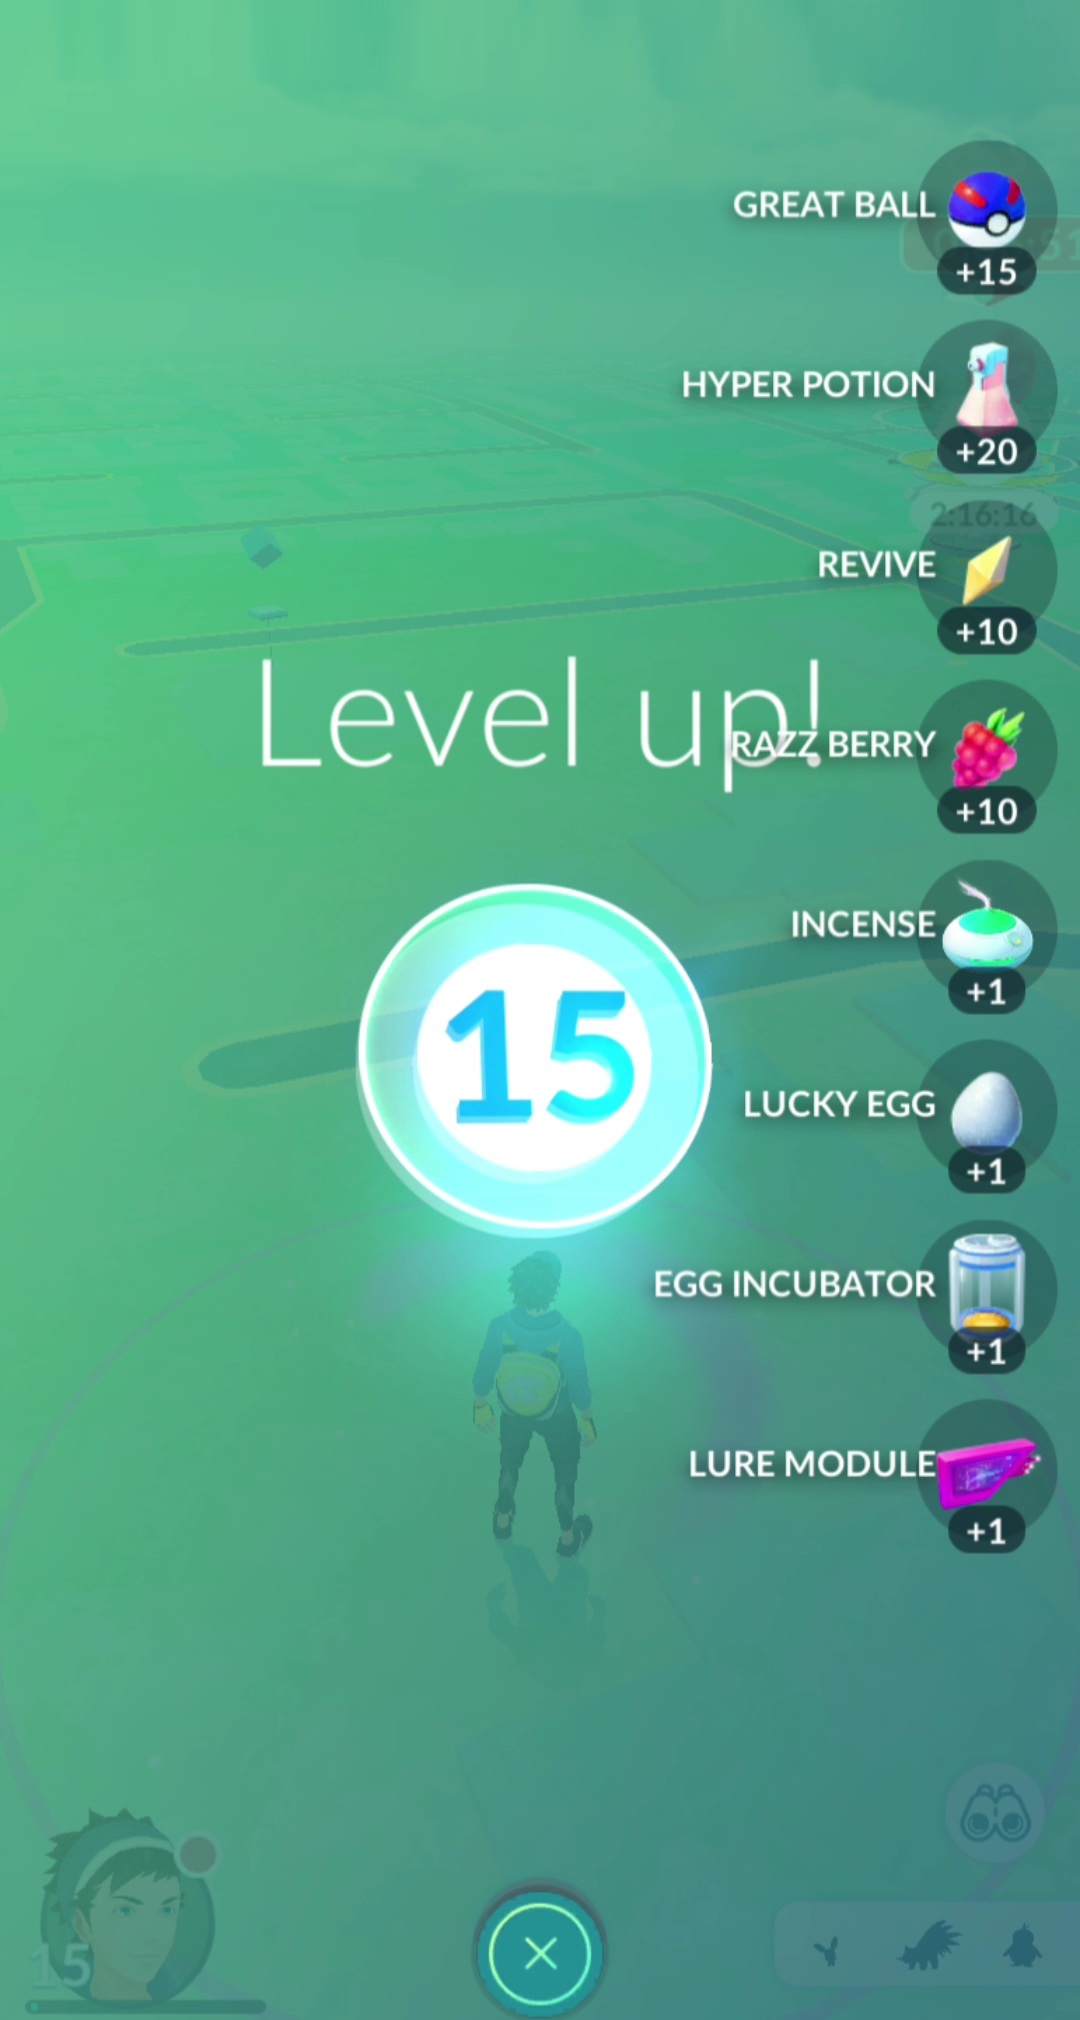 GREAT BALL
+15
HYPER POTION
+20
2:16:16
REVIVE
+10
Level up!
RAZZ BERRY
+10
INCENSE
+1
15
LUCKY EGG
+1
EGG INCUBATOR
+1
LURE MODULE
+1
15